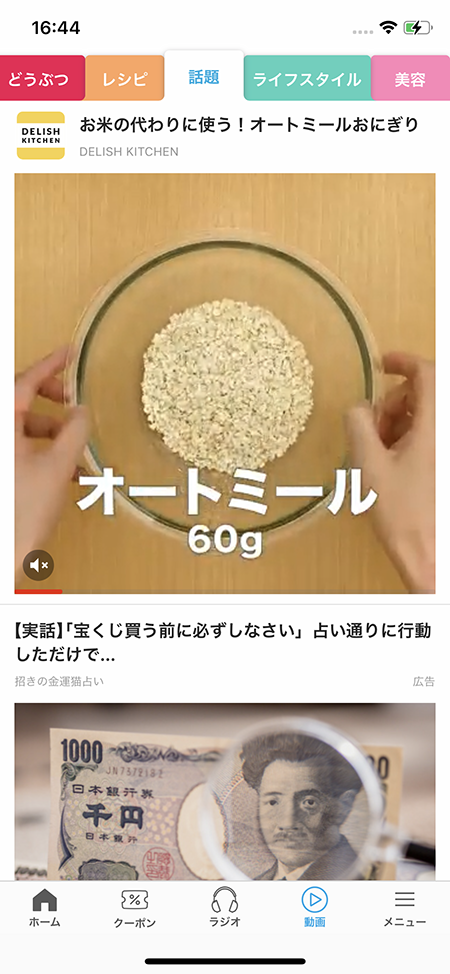 16:44
どうぶつ
レシピ
話題
ライフスタイル
美容
DELISH
KITCHEN
お米の代わりに使う!オートミールおにぎり
DELISH KITCHEN
オートミール
60g
【実話】「宝くじ買う前に必ずしなさい」占い通りに行動
しただけで...
招きの金運猫占い
広告
1000
日本銀行券
千円
日本銀行
ホーム
クーポン
ラジオ
動画
メニュー